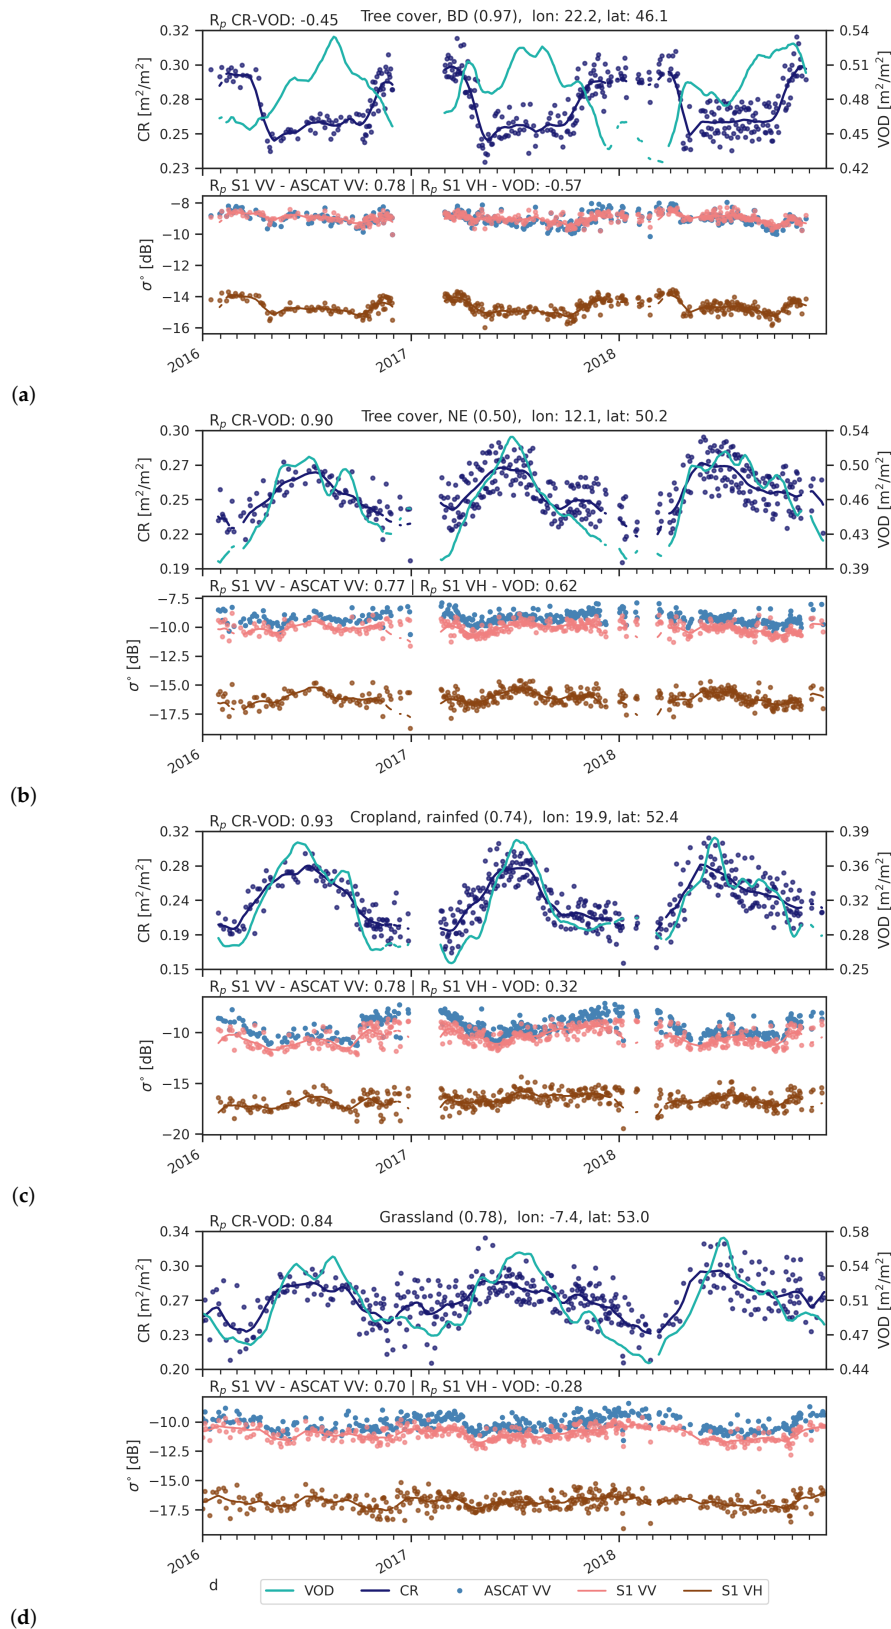 R_p CR-VOD: -0.45 Tree cover, BD (0.97), lon: 22.2, lat: 46.1
0.32 0.54
0.30 0.51
0.28 0.48
0.25 0.45
0.23 0.42
CR [m²/m²] VOD [m²/m²]
R_p S1 VV - ASCAT VV: 0.78 | R_p S1 VH - VOD: -0.57
−8
−10
−12
−14
−16
σ° [dB]
2016 2017 2018
(a)
R_p CR-VOD: 0.90 Tree cover, NE (0.50), lon: 12.1, lat: 50.2
0.30 0.54
0.27 0.50
0.25 0.46
0.22 0.43
0.19 0.39
CR [m²/m²] VOD [m²/m²]
R_p S1 VV - ASCAT VV: 0.77 | R_p S1 VH - VOD: 0.62
−7.5
−10.0
−12.5
−15.0
−17.5
σ° [dB]
2016 2017 2018
(b)
R_p CR-VOD: 0.93 Cropland, rainfed (0.74), lon: 19.9, lat: 52.4
0.32 0.39
0.28 0.36
0.24 0.32
0.19 0.28
0.15 0.25
CR [m²/m²] VOD [m²/m²]
R_p S1 VV - ASCAT VV: 0.78 | R_p S1 VH - VOD: 0.32
−10
−15
−20
σ° [dB]
2016 2017 2018
(c)
R_p CR-VOD: 0.84 Grassland (0.78), lon: -7.4, lat: 53.0
0.34 0.58
0.30 0.54
0.27 0.51
0.23 0.47
0.20 0.44
CR [m²/m²] VOD [m²/m²]
R_p S1 VV - ASCAT VV: 0.70 | R_p S1 VH - VOD: -0.28
−10.0
−12.5
−15.0
−17.5
σ° [dB]
2016 2017 2018
d
VOD CR ASCAT VV S1 VV S1 VH
(d)